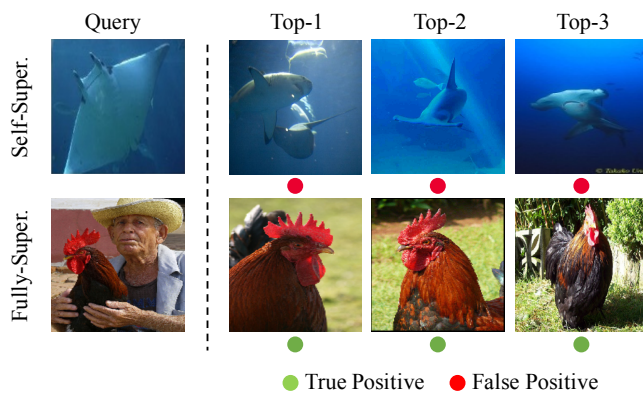 Query Top-1 Top-2 Top-3
Self-Super.
Fully-Super.
True Positive False Positive